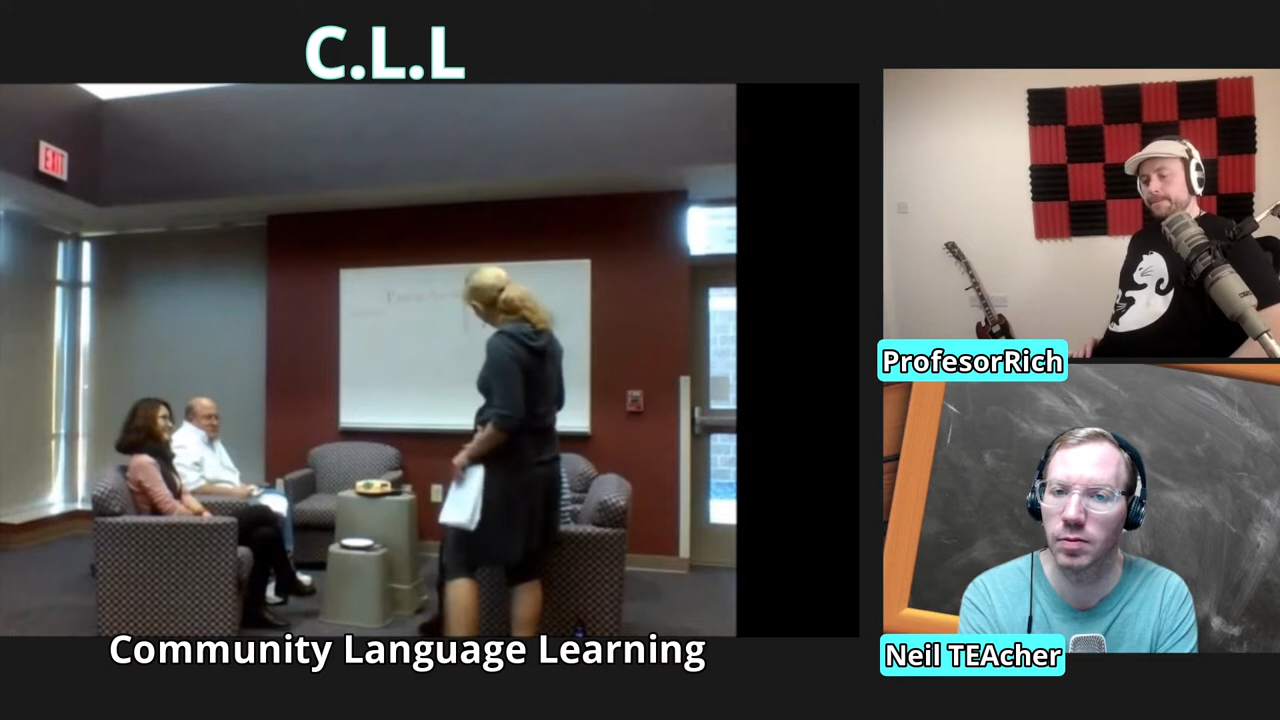 C.L.L
EXIT
Community Language Learning
ProfesorRich
Neil TEAcher